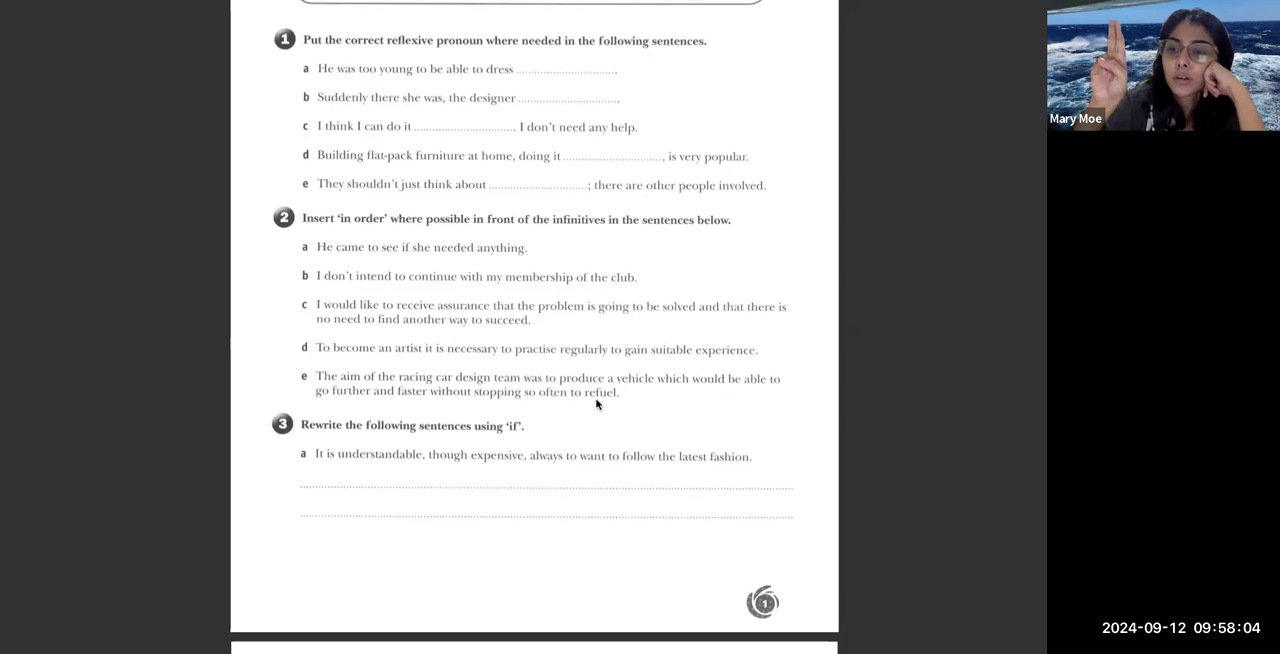 1 Put the correct reflexive pronoun where needed in the following sentences.
a He was too young to be able to dress ............................ .
b Suddenly there she was, the designer ............................ .
c I think I can do it ............................ . I don't need any help.
d Building flat-pack furniture at home, doing it ............................ , is very popular.
e They shouldn't just think about ............................ ; there are other people involved.
2 Insert 'in order' where possible in front of the infinitives in the sentences below.
a He came to see if she needed anything.
b I don't intend to continue with my membership of the club.
c I would like to receive assurance that the problem is going to be solved and that there is
no need to find another way to succeed.
d To become an artist it is necessary to practise regularly to gain suitable experience.
e The aim of the racing car design team was to produce a vehicle which would be able to
go further and faster without stopping so often to refuel.
3 Rewrite the following sentences using 'if'.
a It is understandable, though expensive, always to want to follow the latest fashion.
1
Mary Moe
2024-09-12 09:58:04